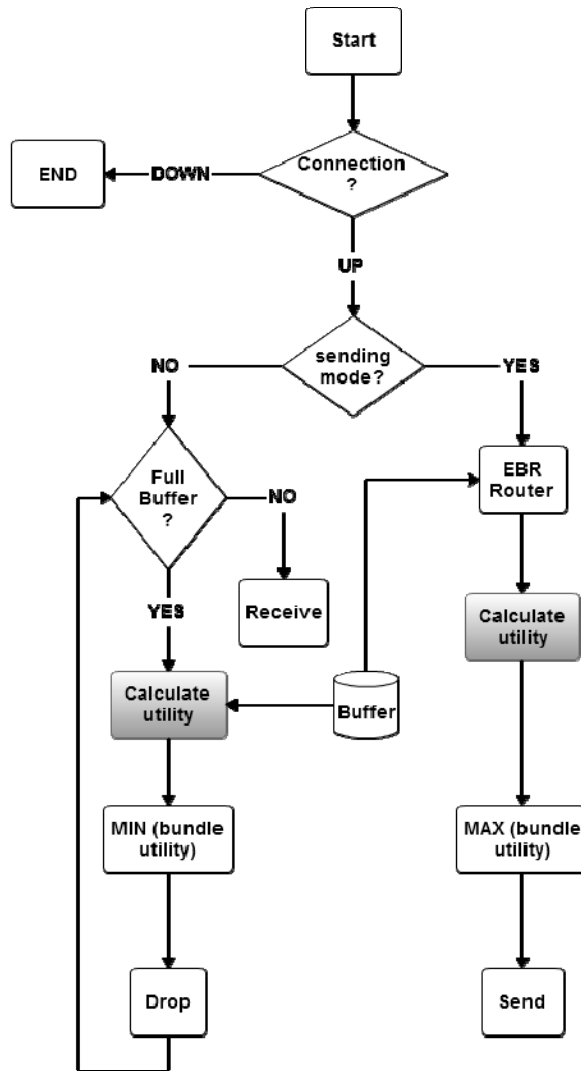 Start
Connection
?
DOWN
END
UP
sending
mode?
NO
YES
Full
Buffer
?
NO
EBR
Router
YES
Receive
Calculate
utility
Calculate
utility
Buffer
MIN (bundle
utility)
MAX (bundle
utility)
Drop
Send